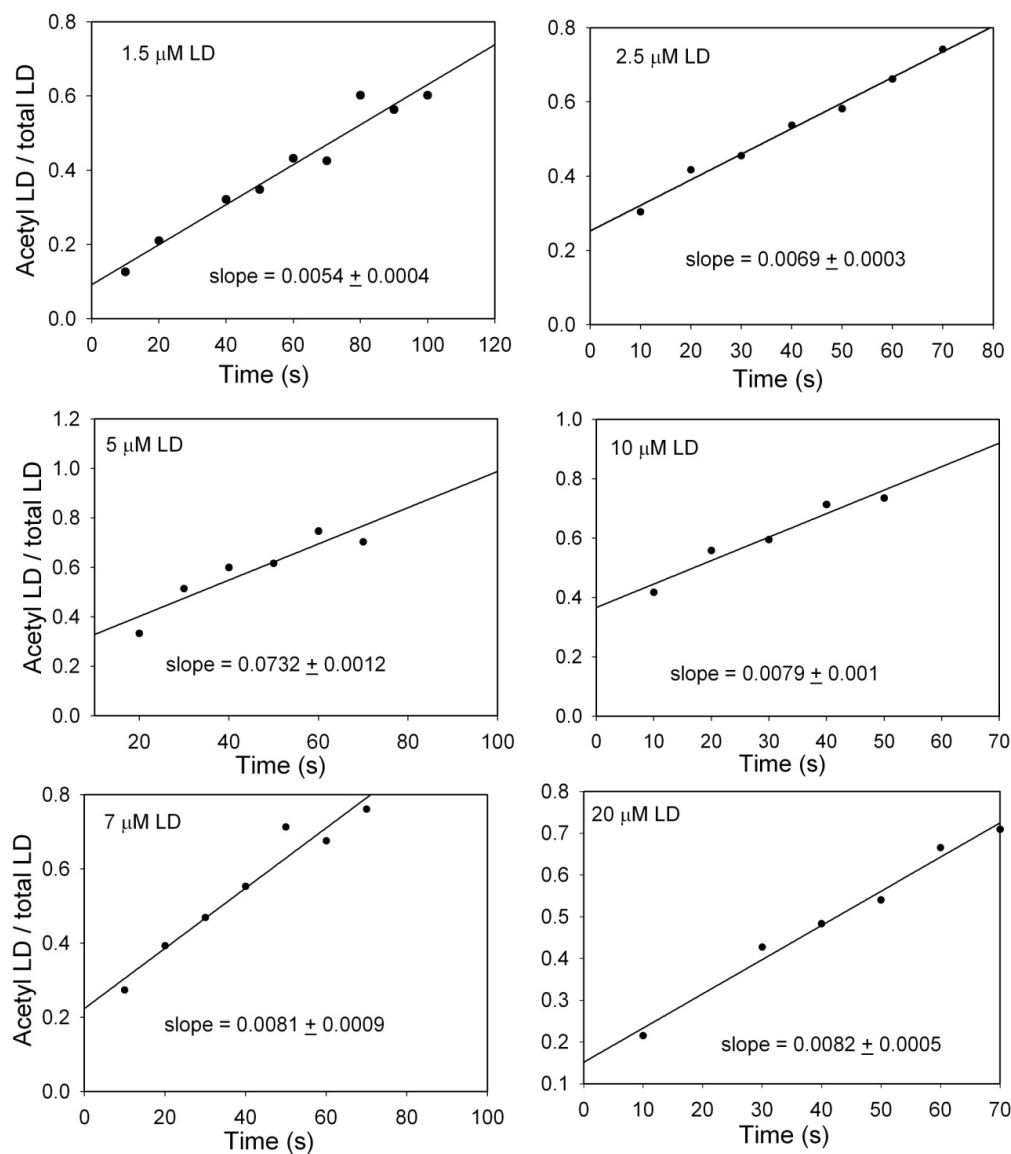 1.5 μM LD
Acetyl LD / total LD
0.8
0.6
0.4
0.2
0.0
slope = 0.0054 ± 0.0004
0 20 40 60 80 100 120
Time (s)
2.5 μM LD
0.8
0.6
0.4
0.2
0.0
slope = 0.0069 ± 0.0003
0 10 20 30 40 50 60 70 80
Time (s)
5 μM LD
Acetyl LD / total LD
1.2
1.0
0.8
0.6
0.4
0.2
0.0
slope = 0.0732 ± 0.0012
20 40 60 80 100
Time (s)
10 μM LD
1.0
0.8
0.6
0.4
0.2
0.0
slope = 0.0079 ± 0.001
0 10 20 30 40 50 60 70
Time (s)
7 μM LD
Acetyl LD / total LD
0.8
0.6
0.4
0.2
0.0
slope = 0.0081 ± 0.0009
0 20 40 60 80 100
Time (s)
20 μM LD
0.8
0.7
0.6
0.5
0.4
0.3
0.2
0.1
slope = 0.0082 ± 0.0005
0 10 20 30 40 50 60 70
Time (s)